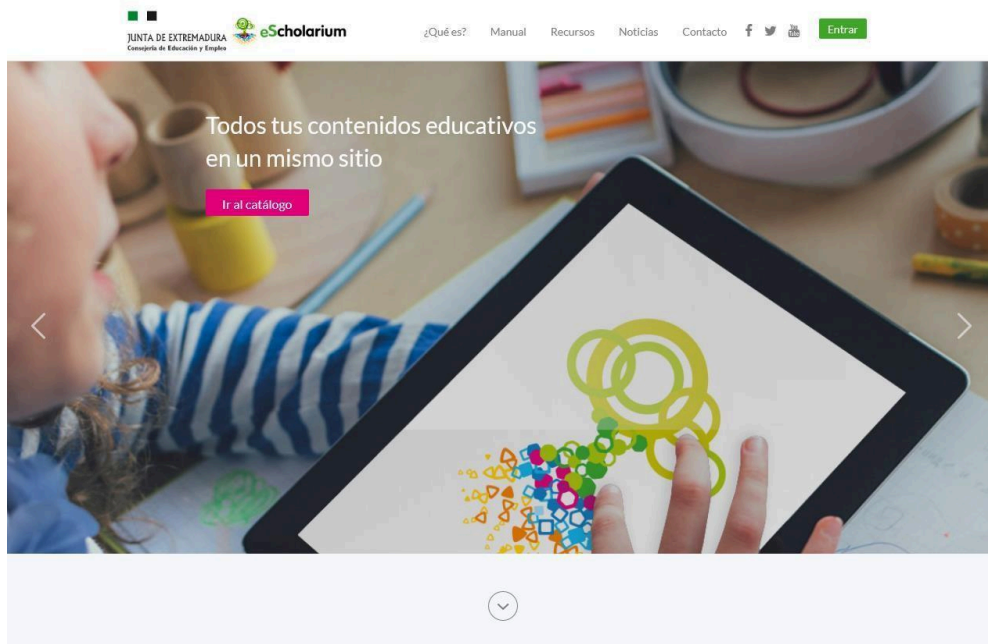 JUNTA DE EXTREMADURA
Consejería de Educación y Empleo
eScholarium
¿Qué es? Manual Recursos Noticias Contacto Entrar
Todos tus contenidos educativos
en un mismo sitio
Ir al catálogo